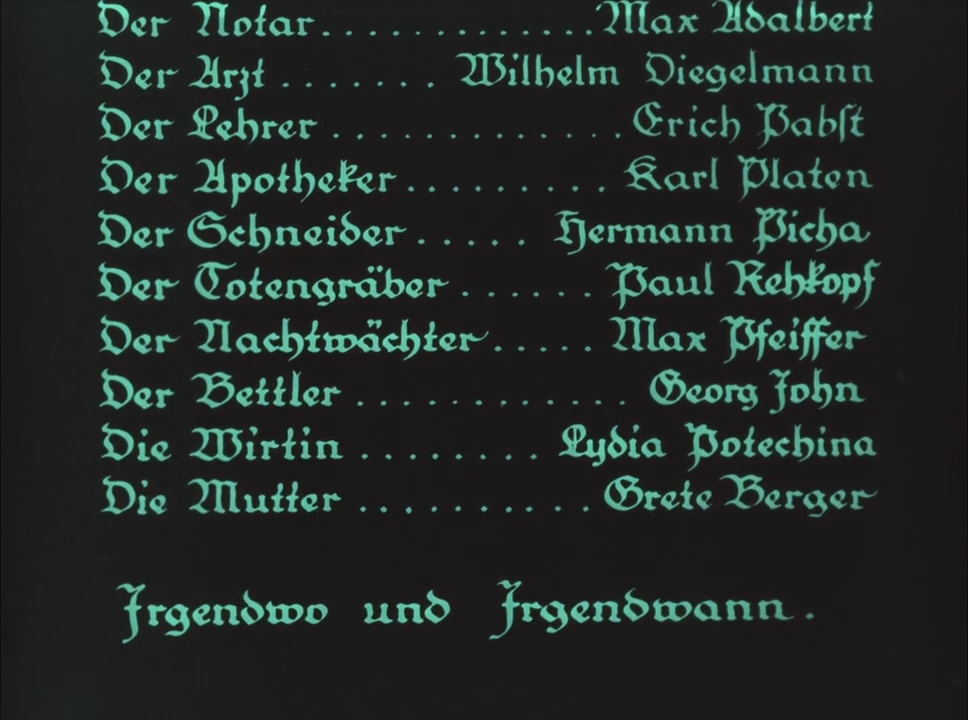 Der Notar..............Max Adalbert
Der Arzt ....... Wilhelm Diegelmann
Der Lehrer .............Erich Pabſt
Der Apotheker......... Karl Platen
Der Schneider ..... Hermann Picha
Der Totengräber ...... Paul Rehkopf
Der Nachtwächter..... Max Pfeiffer
Der Bettler ............ Georg John
Die Wirtin ........ Lydia Potechina
Die Mutter .......... Grete Berger
Irgendwo und Irgendwann.